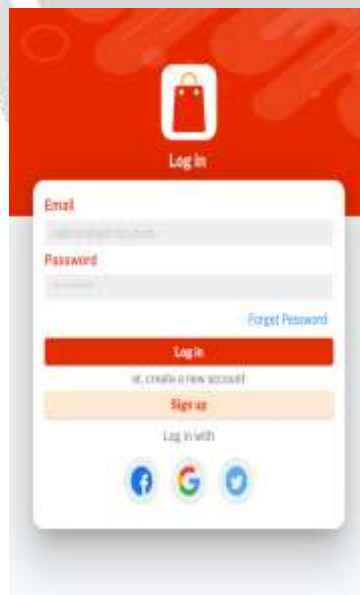 Log in
Email
Password
Forget Password
Log in
or, create a new account
Sign up
Log in with